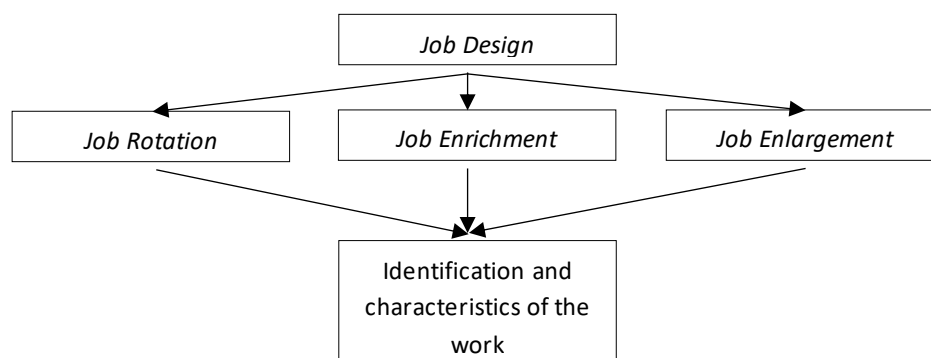 Job Design
Job Rotation
Job Enrichment
Job Enlargement
Identification and
characteristics of the
work